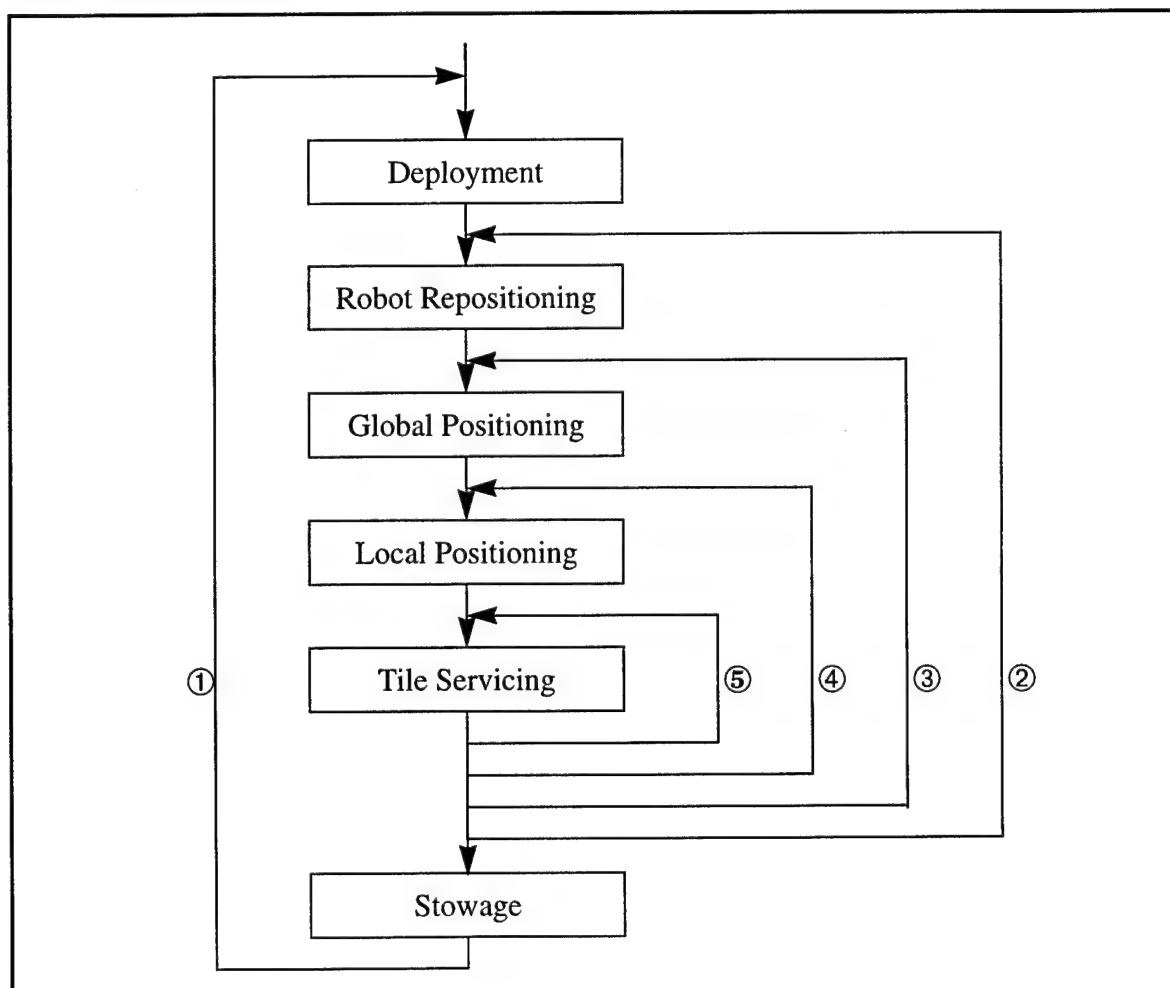 Deployment
Robot Repositioning
Global Positioning
Local Positioning
Tile Servicing
① ⑤ ④ ③ ②
Stowage